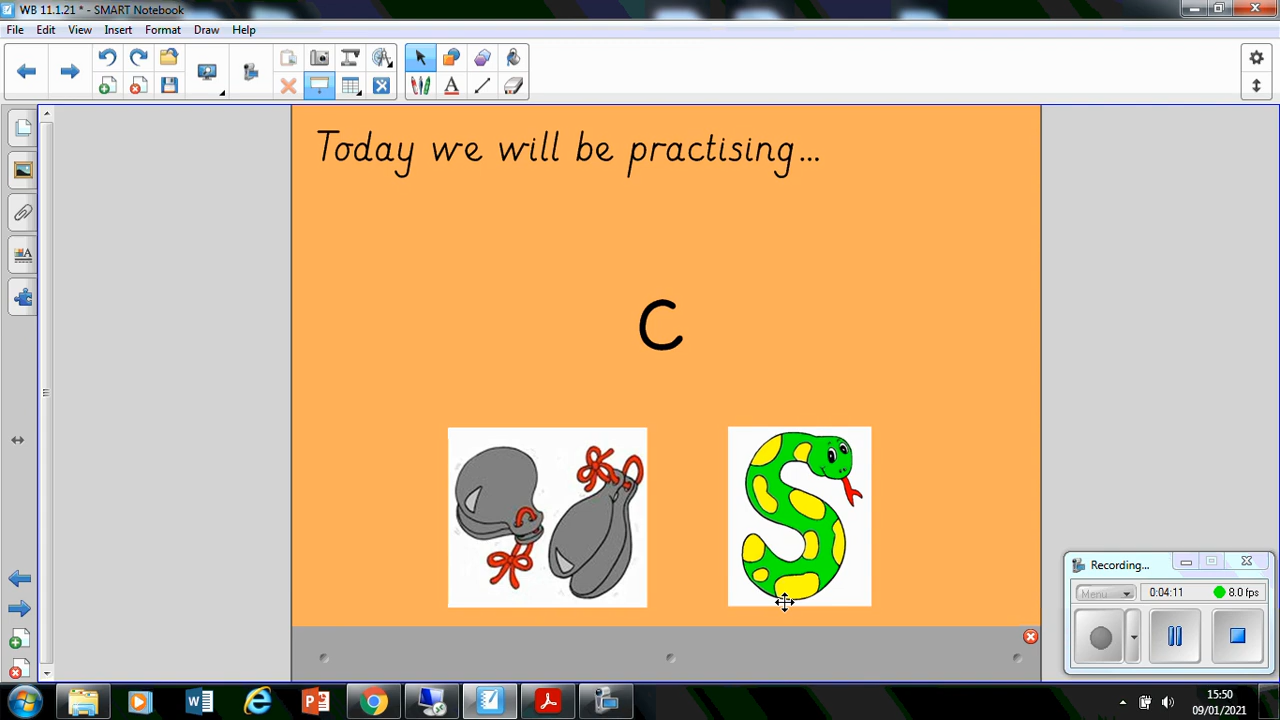 WB 11.1.21 * - SMART Notebook
File Edit View Insert Format Draw Help
Today we will be practising...
c
Recording...
Menu 0:04:11 8.0 fps
15:50
09/01/2021